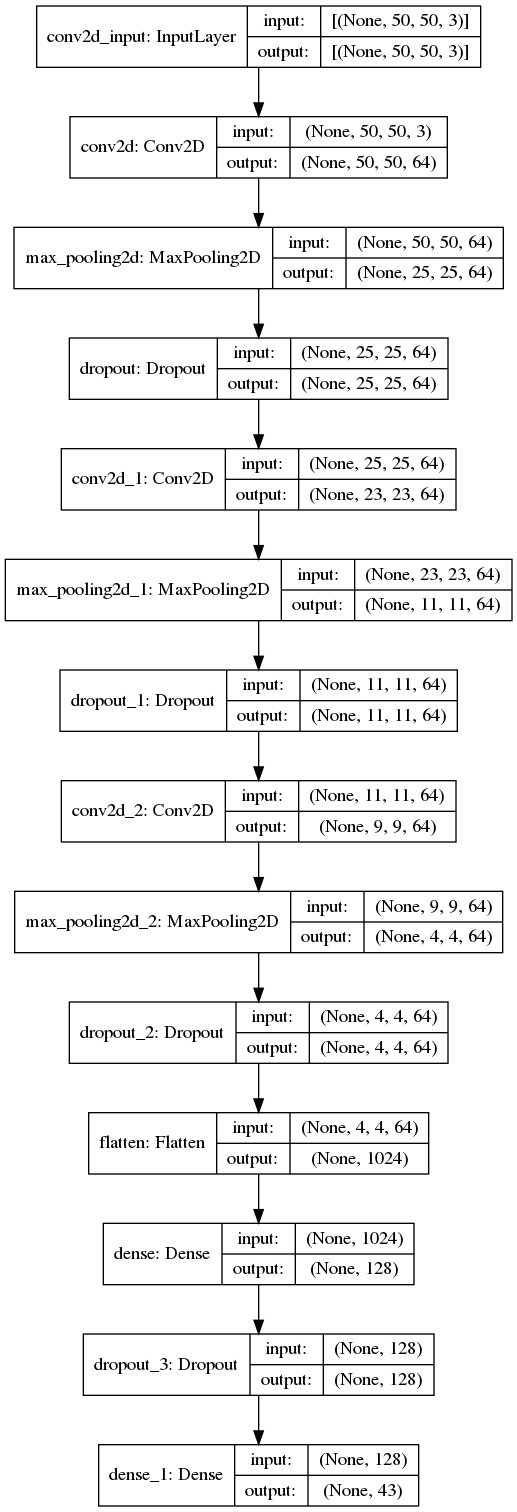 conv2d_input: InputLayer
input: [(None, 50, 50, 3)]
output: [(None, 50, 50, 3)]
conv2d: Conv2D
input: (None, 50, 50, 3)
output: (None, 50, 50, 64)
max_pooling2d: MaxPooling2D
input: (None, 50, 50, 64)
output: (None, 25, 25, 64)
dropout: Dropout
input: (None, 25, 25, 64)
output: (None, 25, 25, 64)
conv2d_1: Conv2D
input: (None, 25, 25, 64)
output: (None, 23, 23, 64)
max_pooling2d_1: MaxPooling2D
input: (None, 23, 23, 64)
output: (None, 11, 11, 64)
dropout_1: Dropout
input: (None, 11, 11, 64)
output: (None, 11, 11, 64)
conv2d_2: Conv2D
input: (None, 11, 11, 64)
output: (None, 9, 9, 64)
max_pooling2d_2: MaxPooling2D
input: (None, 9, 9, 64)
output: (None, 4, 4, 64)
dropout_2: Dropout
input: (None, 4, 4, 64)
output: (None, 4, 4, 64)
flatten: Flatten
input: (None, 4, 4, 64)
output: (None, 1024)
dense: Dense
input: (None, 1024)
output: (None, 128)
dropout_3: Dropout
input: (None, 128)
output: (None, 128)
dense_1: Dense
input: (None, 128)
output: (None, 43)